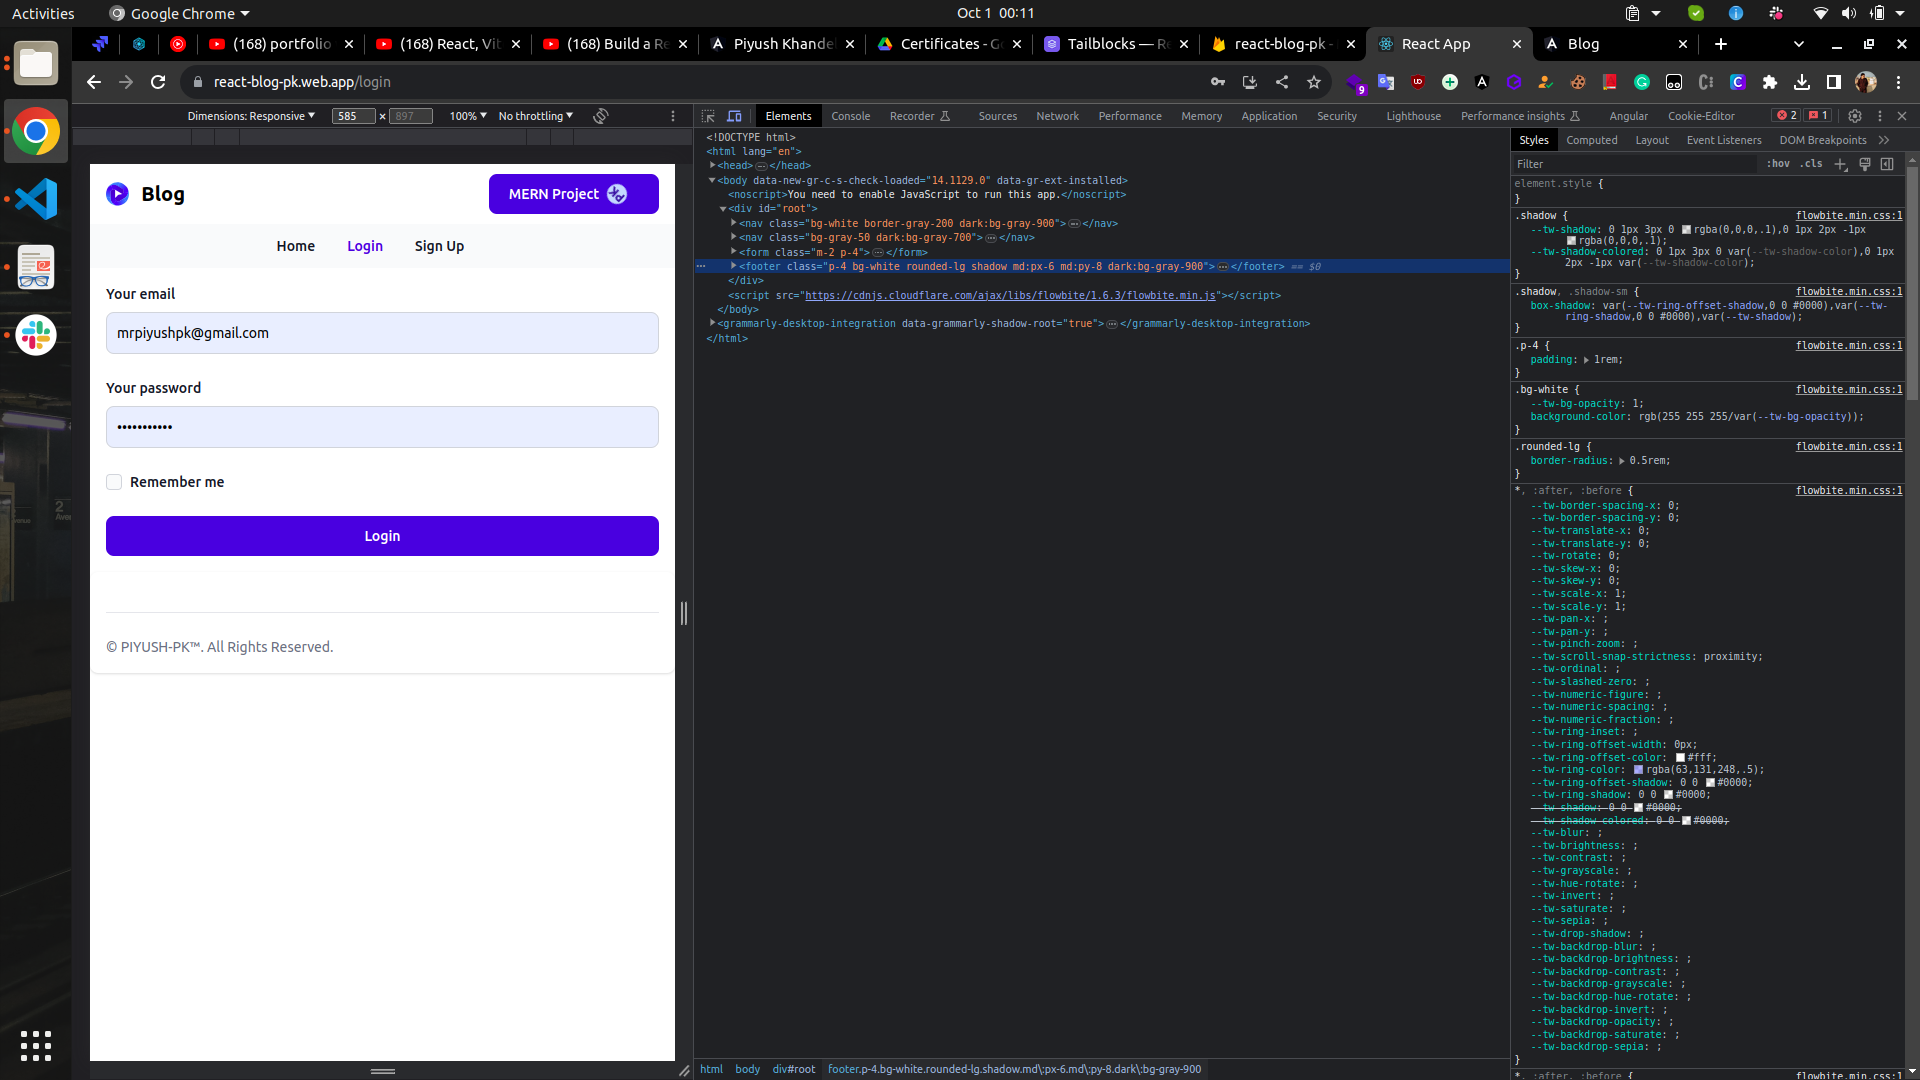 Activities
Google Chrome
Oct 1 00:11
(168) portfolio
(168) React, Vit
(168) Build a Re
Piyush Khande
Certificates - Go
Tailblocks — Re
react-blog-pk -
React App
Blog
react-blog-pk.web.app/login
9
Dimensions: Responsive
585 × 897
100%
No throttling
Elements
Console
Recorder
Sources
Network
Performance
Memory
Application
Security
Lighthouse
Performance insights
Angular
Cookie-Editor
2
1
Blog
MERN Project
Home
Login
Sign Up
Your email
mrpiyushpk@gmail.com
Your password
•••••••••••
Remember me
Login
© PIYUSH-PK™. All Rights Reserved.
<!DOCTYPE html>
<html lang="en">
<head>…</head>
<body data-new-gr-c-s-check-loaded="14.1129.0" data-gr-ext-installed>
<noscript>You need to enable JavaScript to run this app.</noscript>
<div id="root">
<nav class="bg-white border-gray-200 dark:bg-gray-900">…</nav>
<nav class="bg-gray-50 dark:bg-gray-700">…</nav>
<form class="m-2 p-4">…</form>
<footer class="p-4 bg-white rounded-lg shadow md:px-6 md:py-8 dark:bg-gray-900">…</footer> == $0
</div>
<script src="https://cdnjs.cloudflare.com/ajax/libs/flowbite/1.6.3/flowbite.min.js"></script>
</body>
<grammarly-desktop-integration data-grammarly-shadow-root="true">…</grammarly-desktop-integration>
</html>
html body div#root footer.p-4.bg-white.rounded-lg.shadow.md\:px-6.md\:py-8.dark\:bg-gray-900
Styles
Computed
Layout
Event Listeners
DOM Breakpoints
Filter
:hov .cls
element.style {
}
.shadow { flowbite.min.css:1
--tw-shadow: 0 1px 3px 0 rgba(0,0,0,.1),0 1px 2px -1px
rgba(0,0,0,.1);
--tw-shadow-colored: 0 1px 3px 0 var(--tw-shadow-color),0 1px
2px -1px var(--tw-shadow-color);
}
.shadow, .shadow-sm { flowbite.min.css:1
box-shadow: var(--tw-ring-offset-shadow,0 0 #0000),var(--tw-
ring-shadow,0 0 #0000),var(--tw-shadow);
}
.p-4 { flowbite.min.css:1
padding: 1rem;
}
.bg-white { flowbite.min.css:1
--tw-bg-opacity: 1;
background-color: rgb(255 255 255/var(--tw-bg-opacity));
}
.rounded-lg { flowbite.min.css:1
border-radius: 0.5rem;
}
*, :after, :before { flowbite.min.css:1
--tw-border-spacing-x: 0;
--tw-border-spacing-y: 0;
--tw-translate-x: 0;
--tw-translate-y: 0;
--tw-rotate: 0;
--tw-skew-x: 0;
--tw-skew-y: 0;
--tw-scale-x: 1;
--tw-scale-y: 1;
--tw-pan-x: ;
--tw-pan-y: ;
--tw-pinch-zoom: ;
--tw-scroll-snap-strictness: proximity;
--tw-ordinal: ;
--tw-slashed-zero: ;
--tw-numeric-figure: ;
--tw-numeric-spacing: ;
--tw-numeric-fraction: ;
--tw-ring-inset: ;
--tw-ring-offset-width: 0px;
--tw-ring-offset-color: #fff;
--tw-ring-color: rgba(63,131,248,.5);
--tw-ring-offset-shadow: 0 0 #0000;
--tw-ring-shadow: 0 0 #0000;
--tw-shadow: 0 0 #0000;
--tw-shadow-colored: 0 0 #0000;
--tw-blur: ;
--tw-brightness: ;
--tw-contrast: ;
--tw-grayscale: ;
--tw-hue-rotate: ;
--tw-invert: ;
--tw-saturate: ;
--tw-sepia: ;
--tw-drop-shadow: ;
--tw-backdrop-blur: ;
--tw-backdrop-brightness: ;
--tw-backdrop-contrast: ;
--tw-backdrop-grayscale: ;
--tw-backdrop-hue-rotate: ;
--tw-backdrop-invert: ;
--tw-backdrop-opacity: ;
--tw-backdrop-saturate: ;
--tw-backdrop-sepia: ;
}
*, :after, :before { flowbite.min.css:1